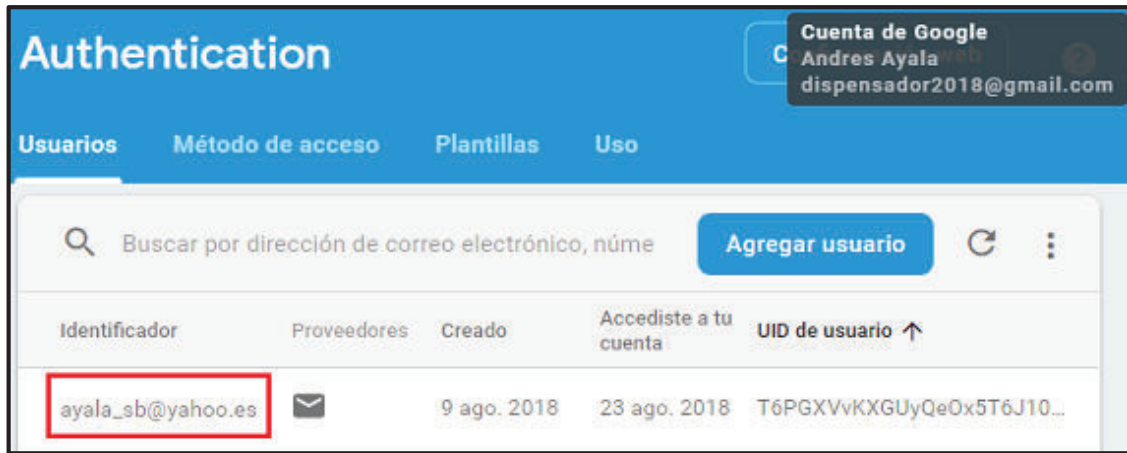 Authentication
Cuenta de Google
Andres Ayala
dispensador2018@gmail.com
Usuarios Método de acceso Plantillas Uso
Buscar por dirección de correo electrónico, núme Agregar usuario
Identificador Proveedores Creado Accediste a tu cuenta UID de usuario ↑
ayala_sb@yahoo.es 9 ago. 2018 23 ago. 2018 T6PGXVvKXGUyQeOx5T6J10...